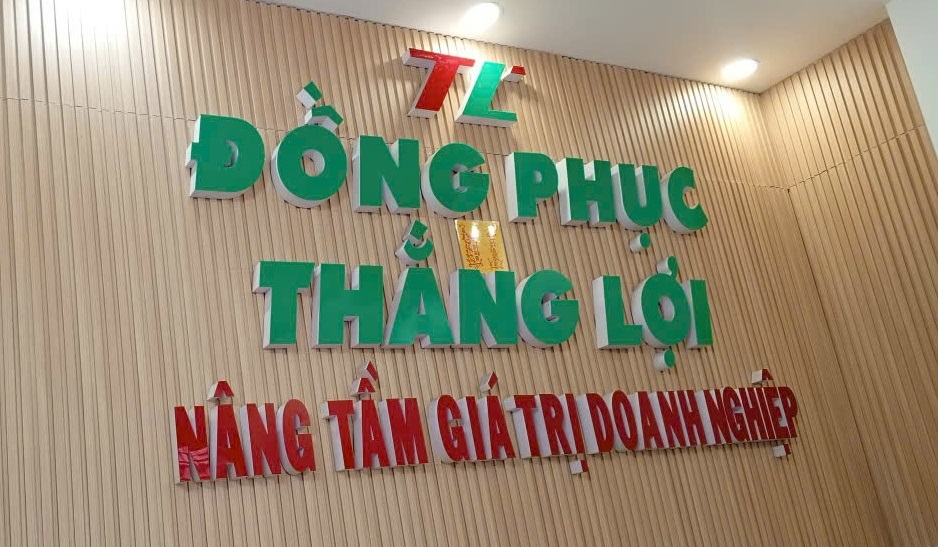 TL
ĐỒNG PHỤC
THẮNG LỢI
NÂNG TẦM GIÁ TRỊ DOANH NGHIỆP